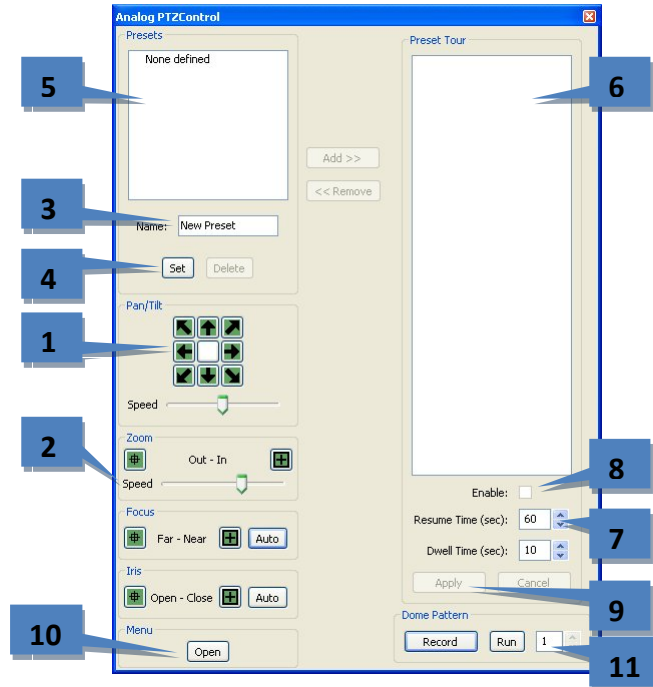 Analog PTZControl
Presets
None defined
5
3
Name: New Preset
4
Set Delete
Add >>
<< Remove
Pan/Tilt
1
Speed
Zoom
2
Out - In
Speed
Focus
Far - Near Auto
Iris
Open - Close Auto
Menu
10
Open
Preset Tour
6
Enable:
8
Resume Time (sec): 60
7
Dwell Time (sec): 10
Apply Cancel
9
Dome Pattern
Record Run 1
11